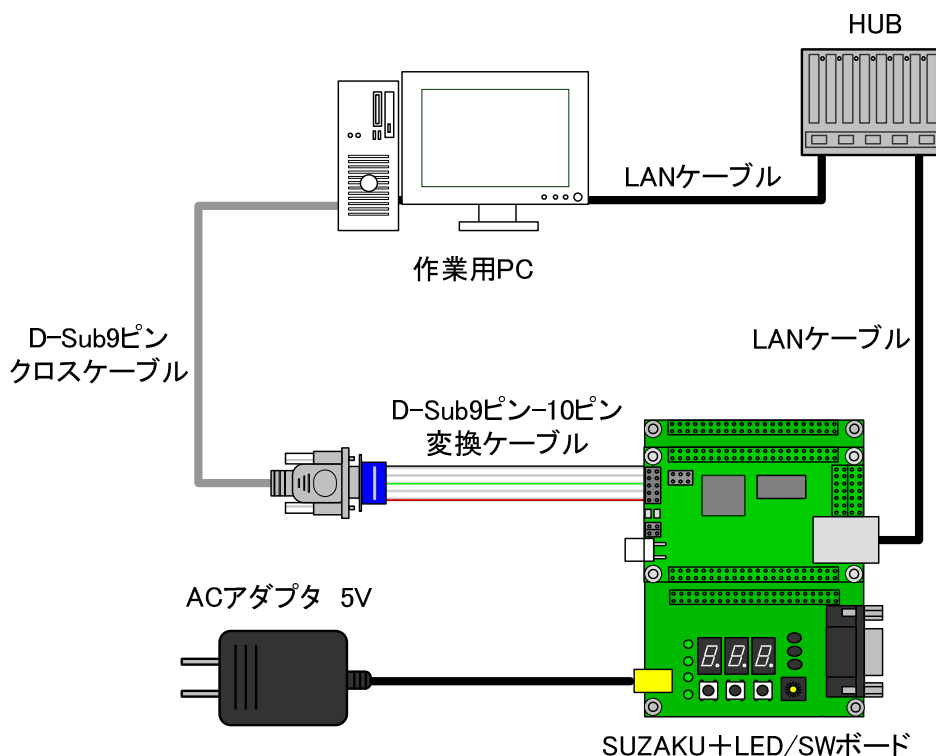 HUB
LANケーブル
作業用PC
D-Sub9ピン
クロスケーブル
LANケーブル
D-Sub9ピン-10ピン
変換ケーブル
ACアダプタ 5V
8.8.8.
SUZAKU+LED/SWボード